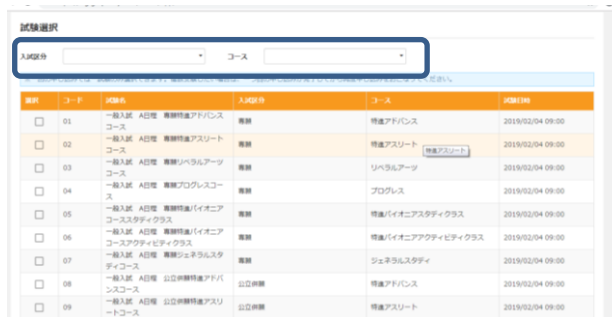 試験選択
入試区分 コース
選択 コード 試験名 入試区分 コース 試験日時
01 一般入試 A日程 専願特進アドバンス 専願 特進アドバンス 2019/02/04 09:00
コース
02 一般入試 A日程 専願特進アスリート 専願 特進アスリート 特進アスリート 2019/02/04 09:00
コース
03 一般入試 A日程 専願リベラルアーツ 専願 リベラルアーツ 2019/02/04 09:00
コース
04 一般入試 A日程 専願プログレスコー 専願 プログレス 2019/02/04 09:00
ス
05 一般入試 A日程 専願特進パイオニア 専願 特進パイオニアスタディクラス 2019/02/04 09:00
コーススタディクラス
06 一般入試 A日程 専願特進パイオニア 専願 特進パイオニアアクティビティクラス 2019/02/04 09:00
コースアクティビティクラス
07 一般入試 A日程 専願ジェネラルスタ 専願 ジェネラルスタディ 2019/02/04 09:00
ディコース
08 一般入試 A日程 公立併願特進アドバ 公立併願 特進アドバンス 2019/02/04 09:00
ンスコース
09 一般入試 A日程 公立併願特進アスリ 公立併願 特進アスリート 2019/02/04 09:00
ートコース